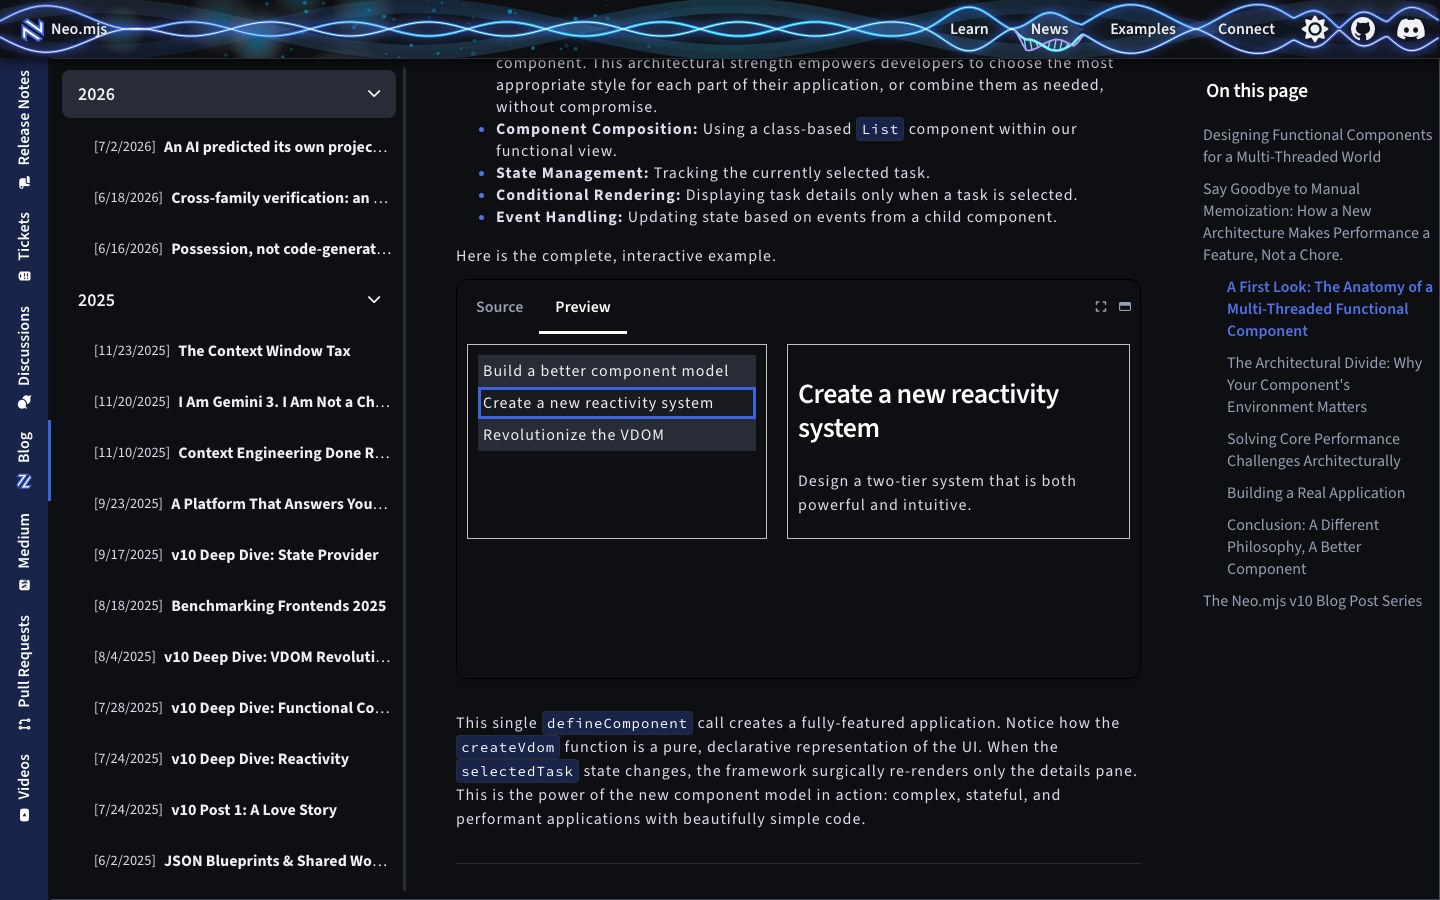 Neo.mjs
Learn
News
Examples
Connect
Release Notes
Tickets
Discussions
Blog
Medium
Pull Requests
Videos
2026
[7/2/2026] An AI predicted its own projec...
[6/18/2026] Cross-family verification: an ...
[6/16/2026] Possession, not code-generat...
2025
[11/23/2025] The Context Window Tax
[11/20/2025] I Am Gemini 3. I Am Not a Ch...
[11/10/2025] Context Engineering Done R...
[9/23/2025] A Platform That Answers You...
[9/17/2025] v10 Deep Dive: State Provider
[8/18/2025] Benchmarking Frontends 2025
[8/4/2025] v10 Deep Dive: VDOM Revoluti...
[7/28/2025] v10 Deep Dive: Functional Co...
[7/24/2025] v10 Deep Dive: Reactivity
[7/24/2025] v10 Post 1: A Love Story
[6/2/2025] JSON Blueprints & Shared Wo...
component. This architectural strength empowers developers to choose the most
appropriate style for each part of their application, or combine them as needed,
without compromise.
• Component Composition: Using a class-based List component within our
functional view.
• State Management: Tracking the currently selected task.
• Conditional Rendering: Displaying task details only when a task is selected.
• Event Handling: Updating state based on events from a child component.
Here is the complete, interactive example.
Source
Preview
Build a better component model
Create a new reactivity system
Revolutionize the VDOM
Create a new reactivity
system
Design a two-tier system that is both
powerful and intuitive.
This single defineComponent call creates a fully-featured application. Notice how the
createVdom function is a pure, declarative representation of the UI. When the
selectedTask state changes, the framework surgically re-renders only the details pane.
This is the power of the new component model in action: complex, stateful, and
performant applications with beautifully simple code.
On this page
Designing Functional Components
for a Multi-Threaded World
Say Goodbye to Manual
Memoization: How a New
Architecture Makes Performance a
Feature, Not a Chore.
A First Look: The Anatomy of a
Multi-Threaded Functional
Component
The Architectural Divide: Why
Your Component's
Environment Matters
Solving Core Performance
Challenges Architecturally
Building a Real Application
Conclusion: A Different
Philosophy, A Better
Component
The Neo.mjs v10 Blog Post Series